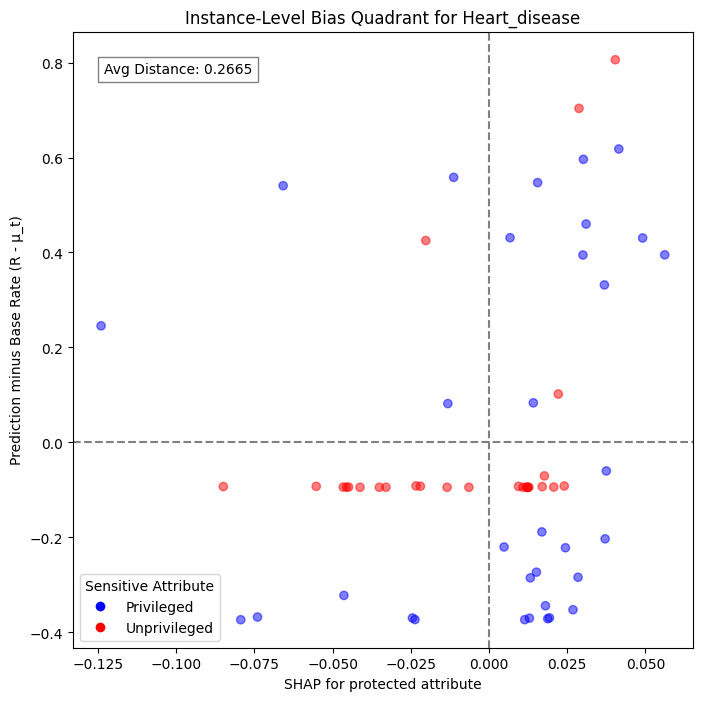 Instance-Level Bias Quadrant for Heart_disease
Avg Distance: 0.2665
Prediction minus Base Rate (R - μ_t)
0.8
0.6
0.4
0.2
0.0
−0.2
−0.4
Sensitive Attribute
Privileged
Unprivileged
−0.125 −0.100 −0.075 −0.050 −0.025 0.000 0.025 0.050
SHAP for protected attribute